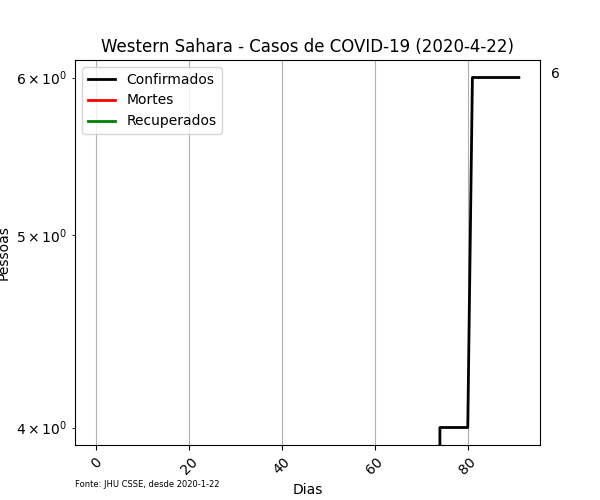 Western Sahara - Casos de COVID-19 (2020-4-22)
6 × 10⁰
6
Confirmados
Mortes
Recuperados
5 × 10⁰
Pessoas
4 × 10⁰
0 20 40 60 80
Fonte: JHU CSSE, desde 2020-1-22
Dias